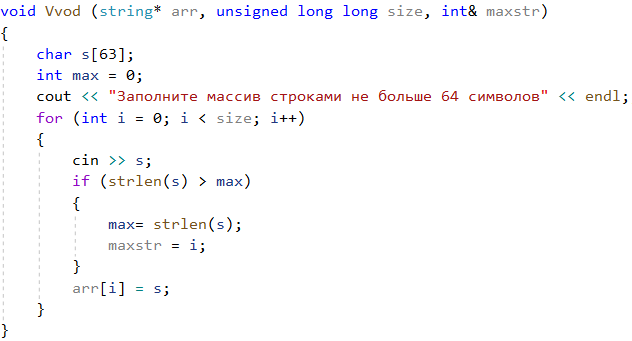 void Vvod (string* arr, unsigned long long size, int& maxstr)
{
    char s[63];
    int max = 0;
    cout << "Заполните массив строками не больше 64 символов" << endl;
    for (int i = 0; i < size; i++)
    {
        cin >> s;
        if (strlen(s) > max)
        {
            max= strlen(s);
            maxstr = i;
        }
        arr[i] = s;
    }
}